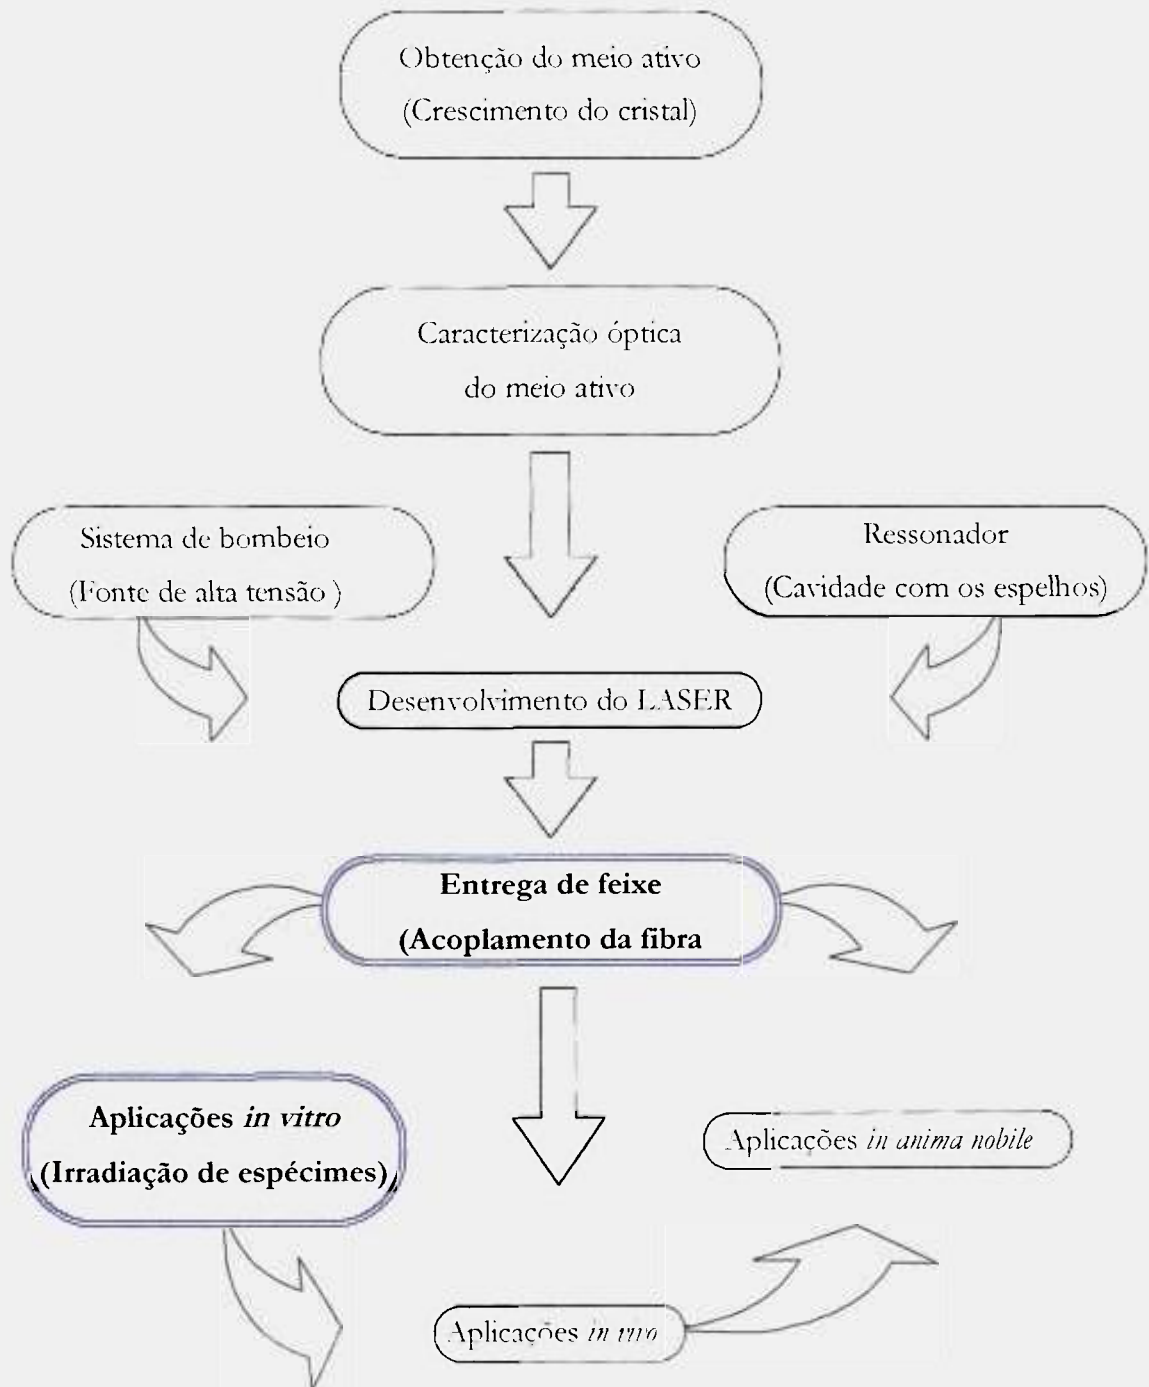 Obtenção do meio ativo
(Crescimento do cristal)
Caracterização óptica
do meio ativo
Sistema de bombeio
(Fonte de alta tensão )
Ressonador
(Cavidade com os espelhos)
Desenvolvimento do LASER
Entrega de feixe
(Acoplamento da fibra
Aplicações in vitro
(Irradiação de espécimes)
Aplicações in anima nobile
Aplicações in vivo